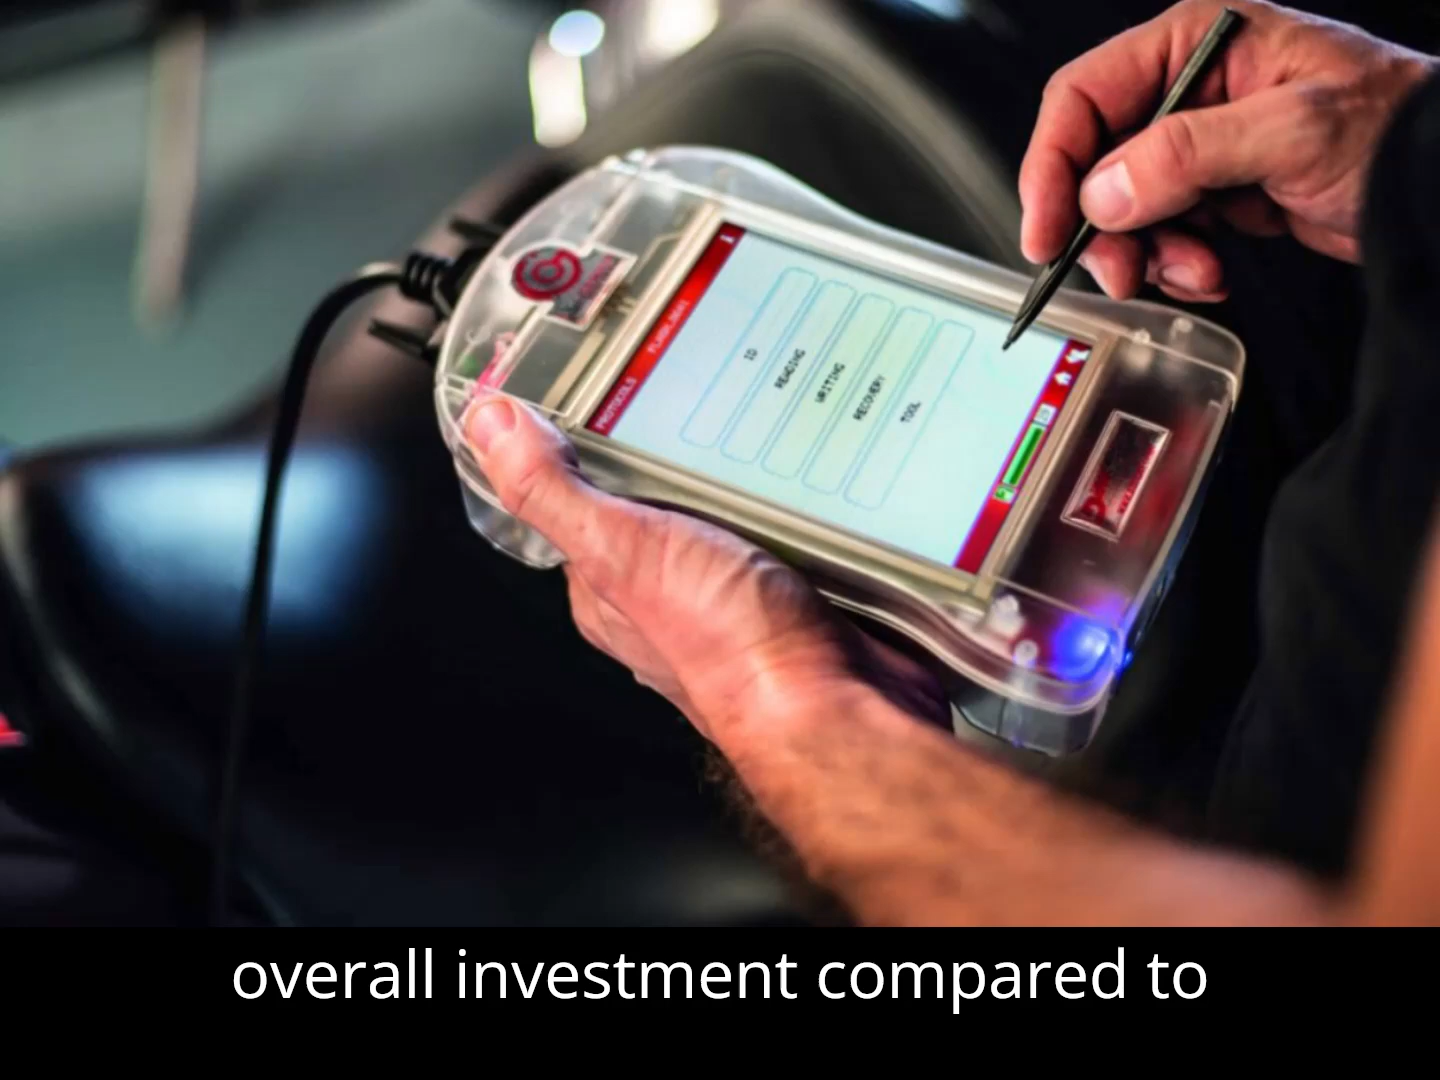 PROTOCOLS
ID
READING
WRITING
RECOVERY
TOOL
overall investment compared to